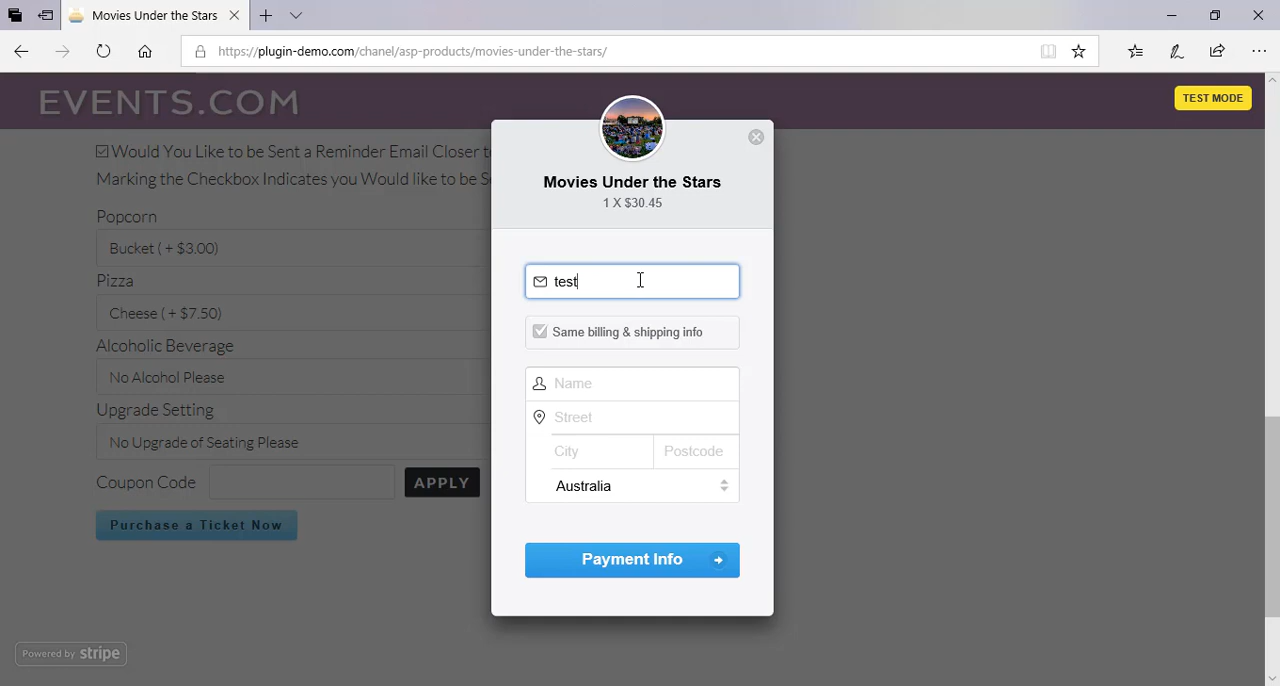 Movies Under the Stars
https://plugin-demo.com/chanel/asp-products/movies-under-the-stars/
EVENTS.COM
TEST MODE
Would You Like to be Sent a Reminder Email Closer to
Marking the Checkbox Indicates you Would like to be Se
Popcorn
Bucket ( + $3.00)
Pizza
Cheese ( + $7.50)
Alcoholic Beverage
No Alcohol Please
Upgrade Setting
No Upgrade of Seating Please
Coupon Code
APPLY
Purchase a Ticket Now
Movies Under the Stars
1 X $30.45
test
Same billing & shipping info
Name
Street
City
Postcode
Australia
Payment Info
Powered by stripe